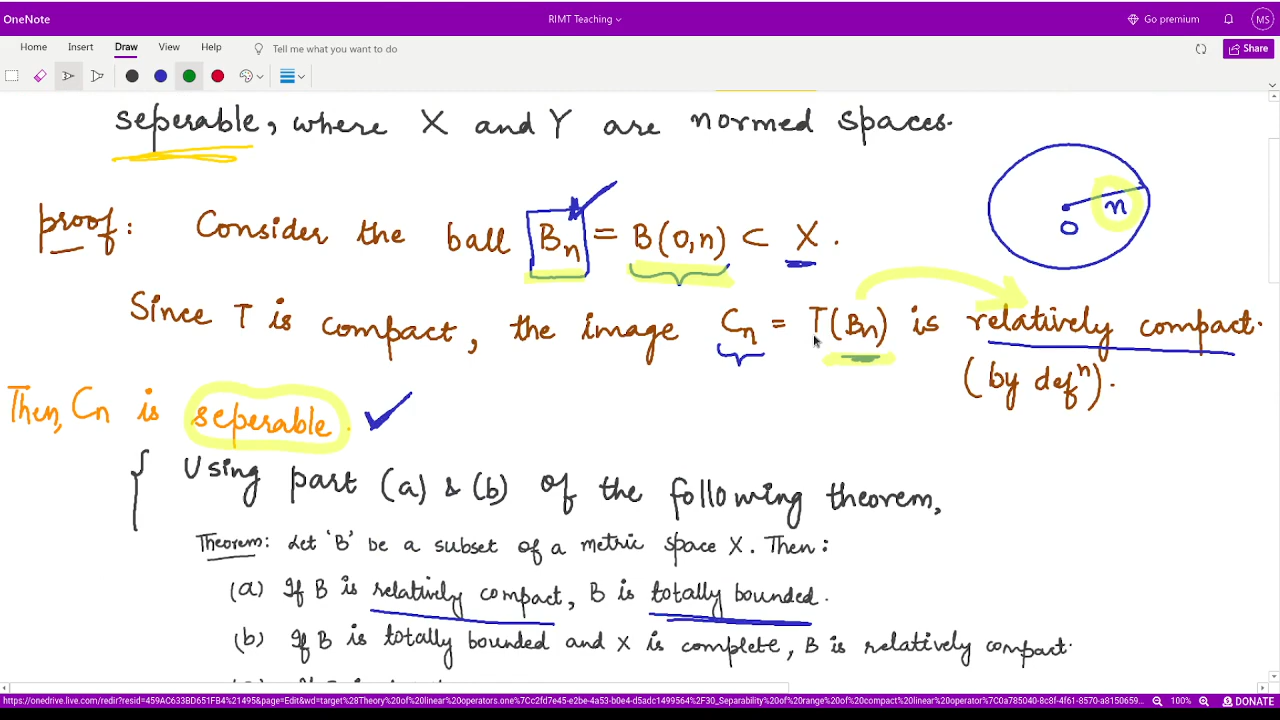 OneNote
RIMT Teaching
Go premium
MS
Home Insert Draw View Help Tell me what you want to do
Share
seperable, where X and Y are normed spaces.
proof: Consider the ball Bn = B(0,n) ⊂ X.
n
0
Since T is compact, the image Cn = T(Bn) is relatively compact.
(by defⁿ).
Then, Cn is seperable.
Using part (a) & (b) of the following theorem,
Theorem: Let 'B' be a subset of a metric space X. Then:
(a) If B is relatively compact, B is totally bounded.
(b) If B is totally bounded and X is complete, B is relatively compact.
100%
DONATE